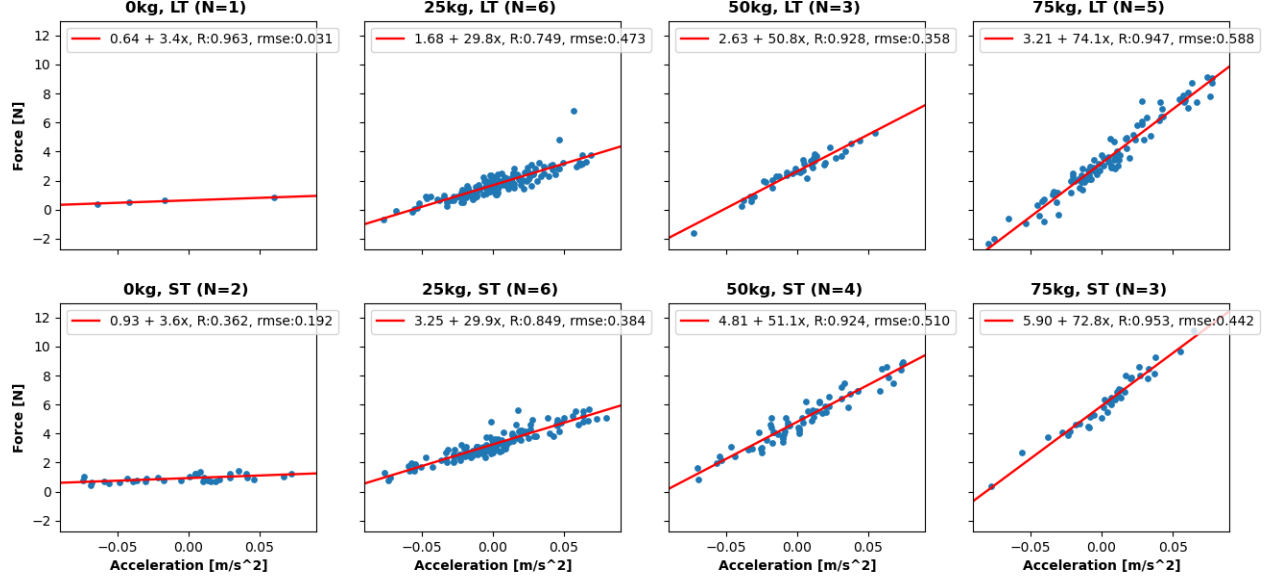 0kg, LT (N=1)
25kg, LT (N=6)
50kg, LT (N=3)
75kg, LT (N=5)
12
10
8
6
4
2
0
−2
Force [N]
0.64 + 3.4x, R:0.963, rmse:0.031
1.68 + 29.8x, R:0.749, rmse:0.473
2.63 + 50.8x, R:0.928, rmse:0.358
3.21 + 74.1x, R:0.947, rmse:0.588
0kg, ST (N=2)
25kg, ST (N=6)
50kg, ST (N=4)
75kg, ST (N=3)
12
10
8
6
4
2
0
−2
Force [N]
0.93 + 3.6x, R:0.362, rmse:0.192
3.25 + 29.9x, R:0.849, rmse:0.384
4.81 + 51.1x, R:0.924, rmse:0.510
5.90 + 72.8x, R:0.953, rmse:0.442
−0.05 0.00 0.05
−0.05 0.00 0.05
−0.05 0.00 0.05
−0.05 0.00 0.05
Acceleration [m/s^2]
Acceleration [m/s^2]
Acceleration [m/s^2]
Acceleration [m/s^2]